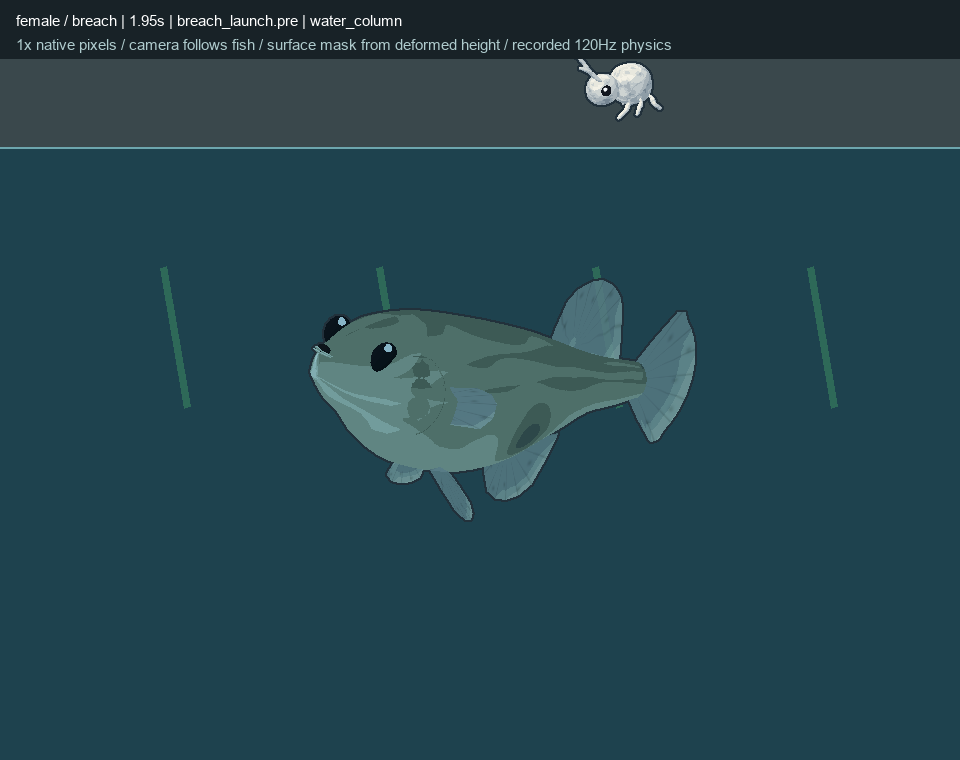 female / breach | 1.95s | breach_launch.pre | water_column
1x native pixels / camera follows fish / surface mask from deformed height / recorded 120Hz physics